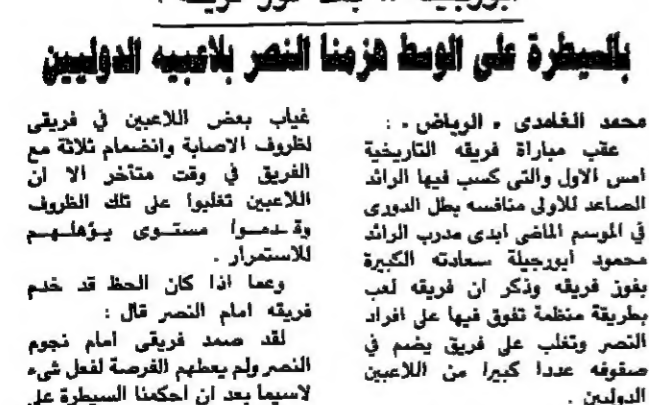 بالسيطرة على الوسط هزمنا النصر بلاعبيه الدوليين
محمد الغامدى . الرياض . :
عقب مباراة فريقه التاريخية
امس الاول والتى كسب فيها الرائد
الصاعد للاولى منافسه بطل الدورى
في الموسم الماضى ابدى مدرب الرائد
محمود ابورجيلة سعادته الكبيرة
بفوز فريقه وذكر ان فريقه لعب
بطريقة منظمة تفوق فيها على افراد
النصر وتغلب على فريق يضم في
صفوفه عددا كبيرا من اللاعبين
الدوليين .
غياب بعض اللاعبين في فريقى
لظروف الاصابة وانضمام ثلاثة مع
الفريق في وقت متأخر الا ان
اللاعبين تغلبوا على تلك الظروف
وقدموا مستوى يؤهلهم
للاستمرار .
وعما اذا كان الحظ قد خدم
فريقه امام النصر قال :
لقد صمد فريقى امام نجوم
النصر ولم يعطهم الفرصة لفعل شىء
لاسيما بعد ان احكمنا السيطرة على